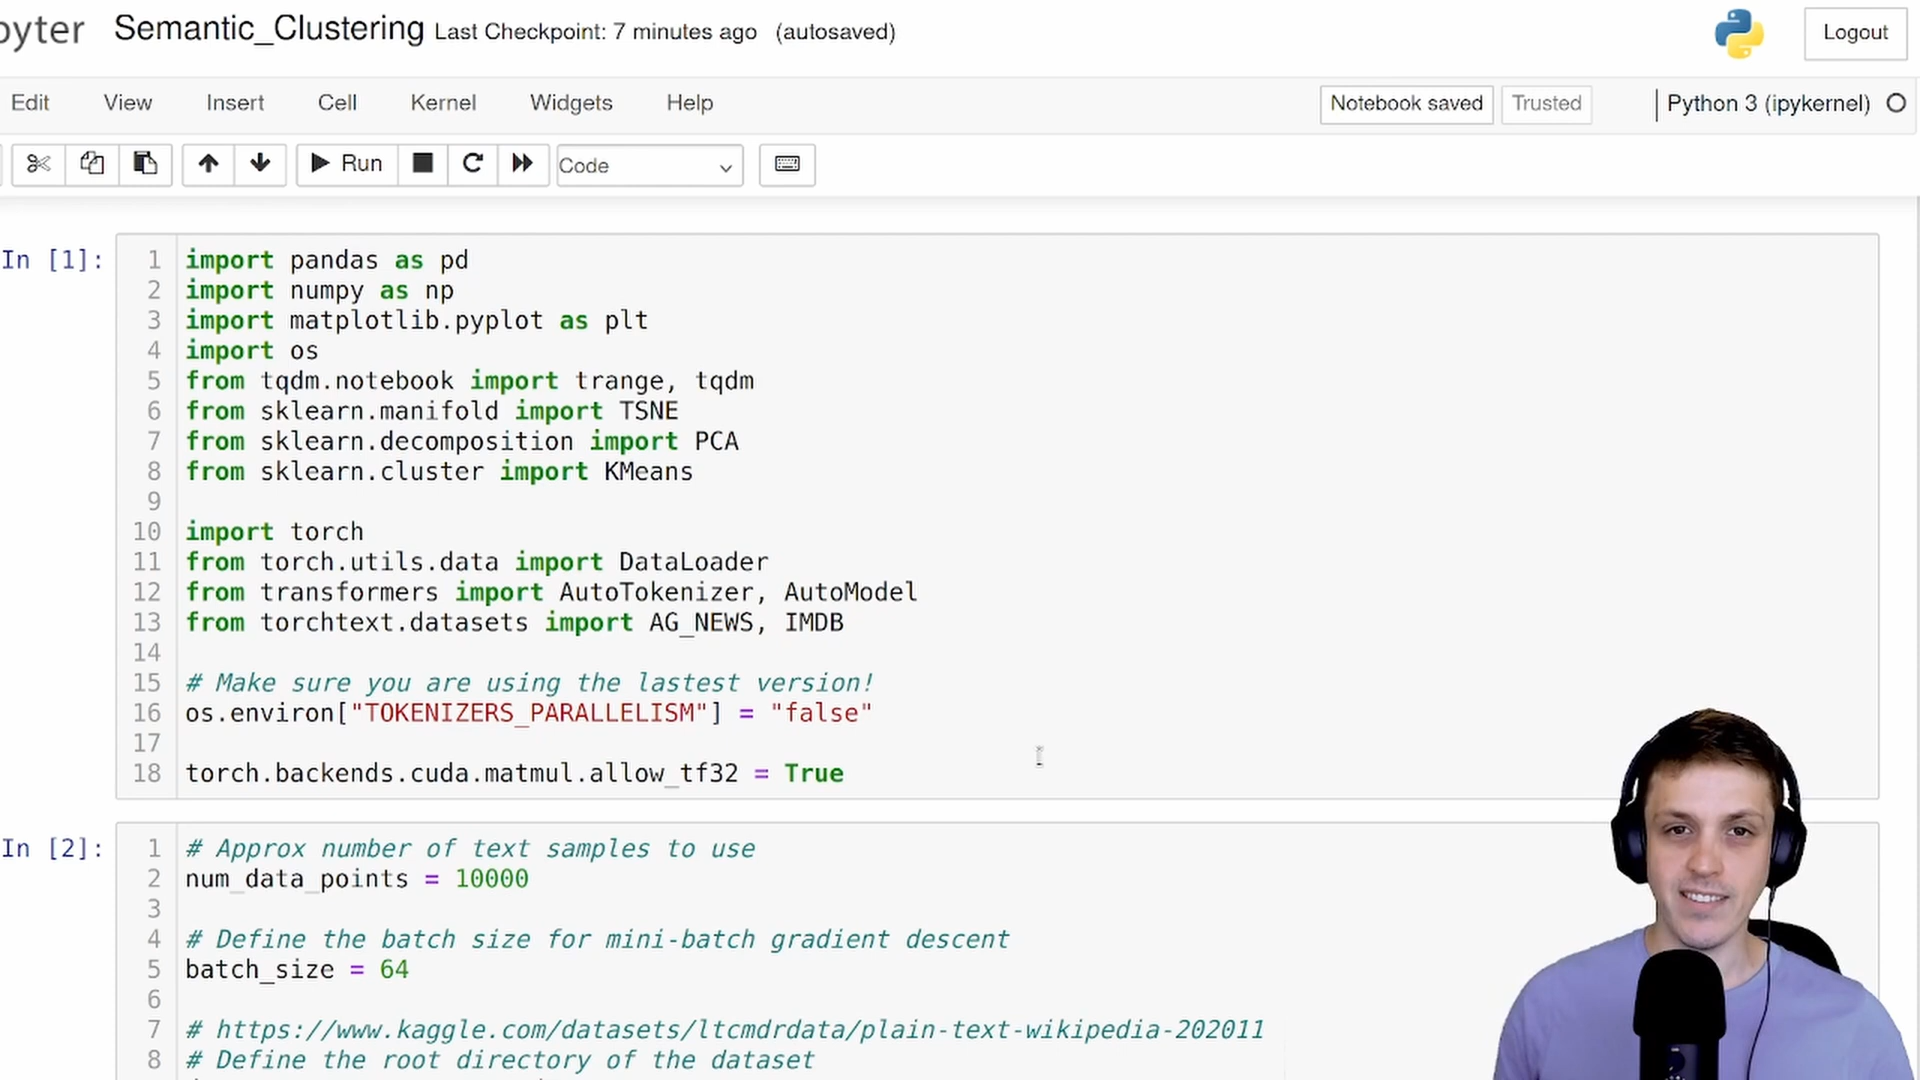 pyter Semantic_Clustering Last Checkpoint: 7 minutes ago (autosaved) Logout
Edit View Insert Cell Kernel Widgets Help Notebook saved Trusted Python 3 (ipykernel)
Run Code
In [1]:
1 import pandas as pd
2 import numpy as np
3 import matplotlib.pyplot as plt
4 import os
5 from tqdm.notebook import trange, tqdm
6 from sklearn.manifold import TSNE
7 from sklearn.decomposition import PCA
8 from sklearn.cluster import KMeans
9
10 import torch
11 from torch.utils.data import DataLoader
12 from transformers import AutoTokenizer, AutoModel
13 from torchtext.datasets import AG_NEWS, IMDB
14
15 # Make sure you are using the lastest version!
16 os.environ["TOKENIZERS_PARALLELISM"] = "false"
17
18 torch.backends.cuda.matmul.allow_tf32 = True
In [2]:
1 # Approx number of text samples to use
2 num_data_points = 10000
3
4 # Define the batch size for mini-batch gradient descent
5 batch_size = 64
6
7 # https://www.kaggle.com/datasets/ltcmdrdata/plain-text-wikipedia-202011
8 # Define the root directory of the dataset